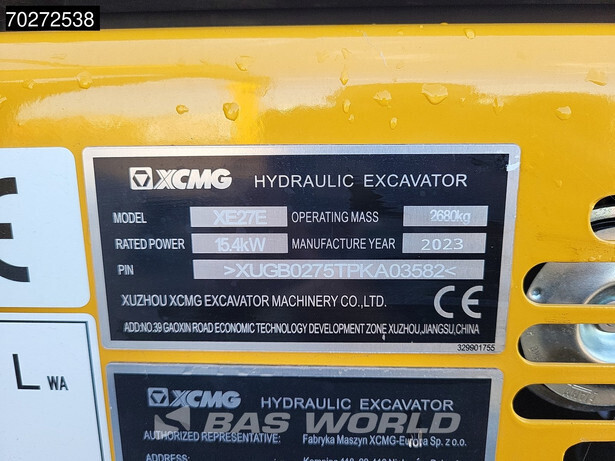 70272538
XCMG HYDRAULIC EXCAVATOR
MODEL XE27E OPERATING MASS 2680kg
RATED POWER 15.4kW MANUFACTURE YEAR 2023
PIN >XUGB0275TPKA03582<
XUZHOU XCMG EXCAVATOR MACHINERY CO.,LTD.
CE
ADD:NO.39 GAOXIN ROAD ECONOMIC TECHNOLOGY DEVELOPMENT ZONE XUZHOU,JIANGSU,CHINA
329901755
LWA
XCMG HYDRAULIC EXCAVATOR
BAS WORLD
AUTHORIZED REPRESENTATIVE: Fabryka Maszyn XCMG-Europa Sp. z o.o.